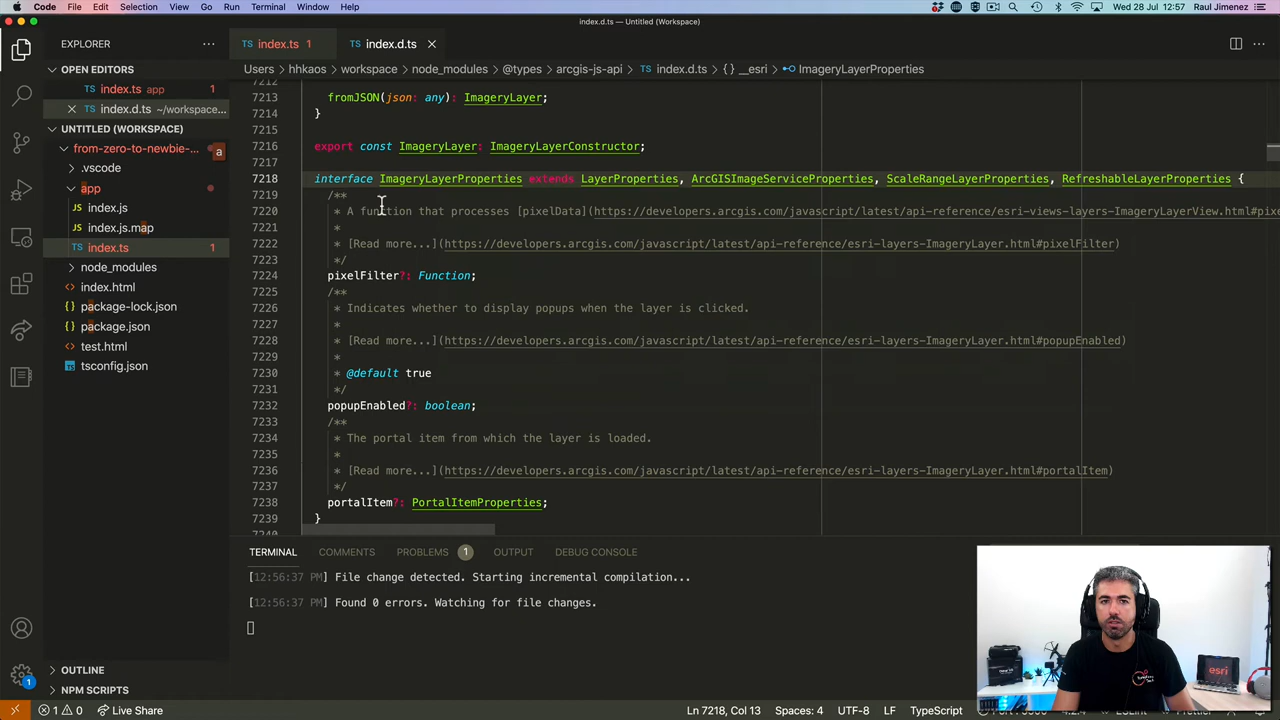 Code File Edit Selection View Go Run Terminal Window Help Wed 28 Jul 12:57 Raul Jimenez
index.d.ts — Untitled (Workspace)
EXPLORER
TS index.ts 1 TS index.d.ts
Users > hhkaos > workspace > node_modules > @types > arcgis-js-api > TS index.d.ts > {} __esri > ImageryLayerProperties
OPEN EDITORS
TS index.ts app 1
TS index.d.ts ~/workspace...
UNTITLED (WORKSPACE)
from-zero-to-newbie-... a
.vscode
app
index.js
index.js.map
TS index.ts 1
node_modules
<> index.html
{} package-lock.json
{} package.json
<> test.html
tsconfig.json
OUTLINE
NPM SCRIPTS
7212
7213 fromJSON(json: any): ImageryLayer;
7214 }
7215
7216 export const ImageryLayer: ImageryLayerConstructor;
7217
7218 interface ImageryLayerProperties extends LayerProperties, ArcGISImageServiceProperties, ScaleRangeLayerProperties, RefreshableLayerProperties {
7219 /**
7220 * A function that processes [pixelData](https://developers.arcgis.com/javascript/latest/api-reference/esri-views-layers-ImageryLayerView.html#pixe
7221 *
7222 * [Read more...](https://developers.arcgis.com/javascript/latest/api-reference/esri-layers-ImageryLayer.html#pixelFilter)
7223 */
7224 pixelFilter?: Function;
7225 /**
7226 * Indicates whether to display popups when the layer is clicked.
7227 *
7228 * [Read more...](https://developers.arcgis.com/javascript/latest/api-reference/esri-layers-ImageryLayer.html#popupEnabled)
7229 *
7230 * @default true
7231 */
7232 popupEnabled?: boolean;
7233 /**
7234 * The portal item from which the layer is loaded.
7235 *
7236 * [Read more...](https://developers.arcgis.com/javascript/latest/api-reference/esri-layers-ImageryLayer.html#portalItem)
7237 */
7238 portalItem?: PortalItemProperties;
7239 }
7240
TERMINAL COMMENTS PROBLEMS 1 OUTPUT DEBUG CONSOLE
[12:56:37 PM] File change detected. Starting incremental compilation...
[12:56:37 PM] Found 0 errors. Watching for file changes.
esri
1
1 0 Live Share Ln 7218, Col 13 Spaces: 4 UTF-8 LF TypeScript